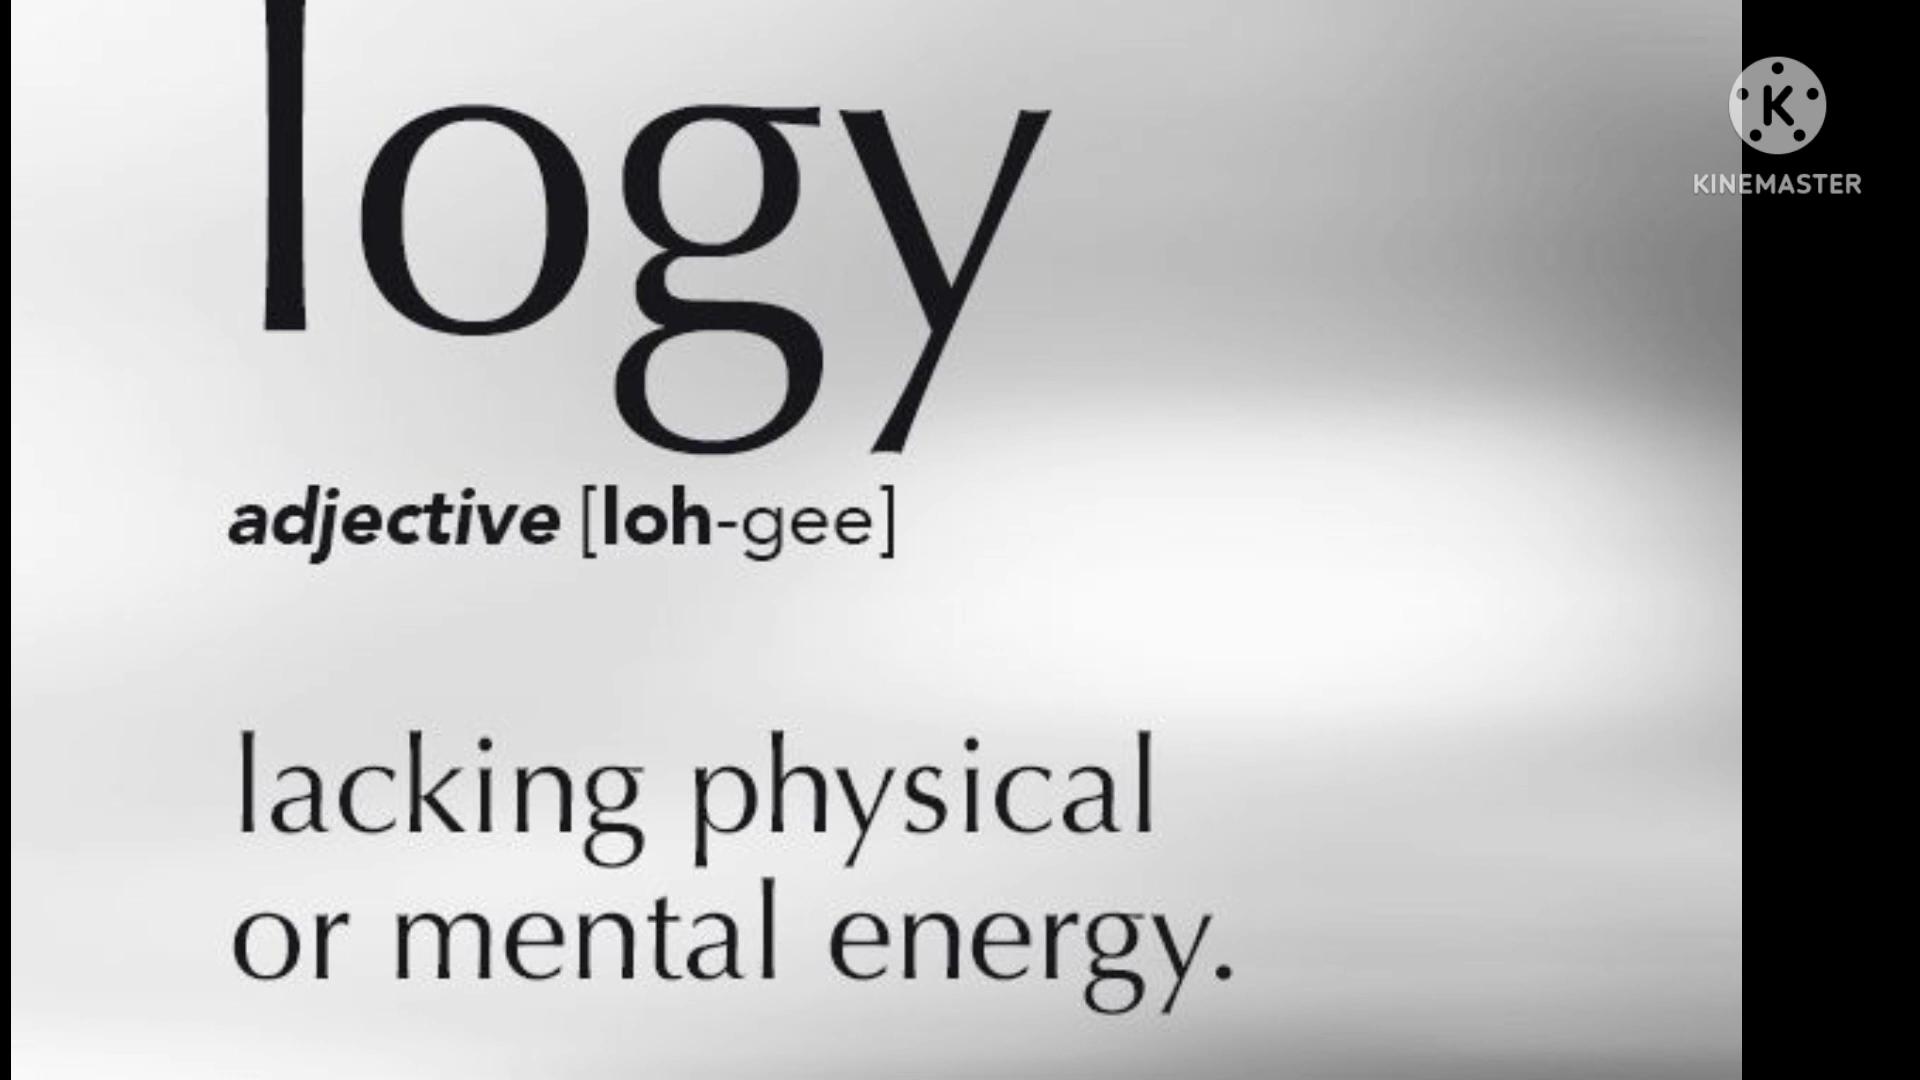 logy
K
KINEMASTER
adjective [loh-gee]
lacking physical
or mental energy.